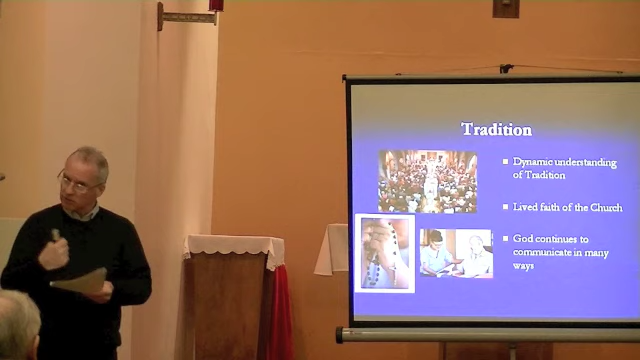 Tradition
Dynamic understanding
of Tradition
Lived faith of the Church
God continues to
communicate in many
ways